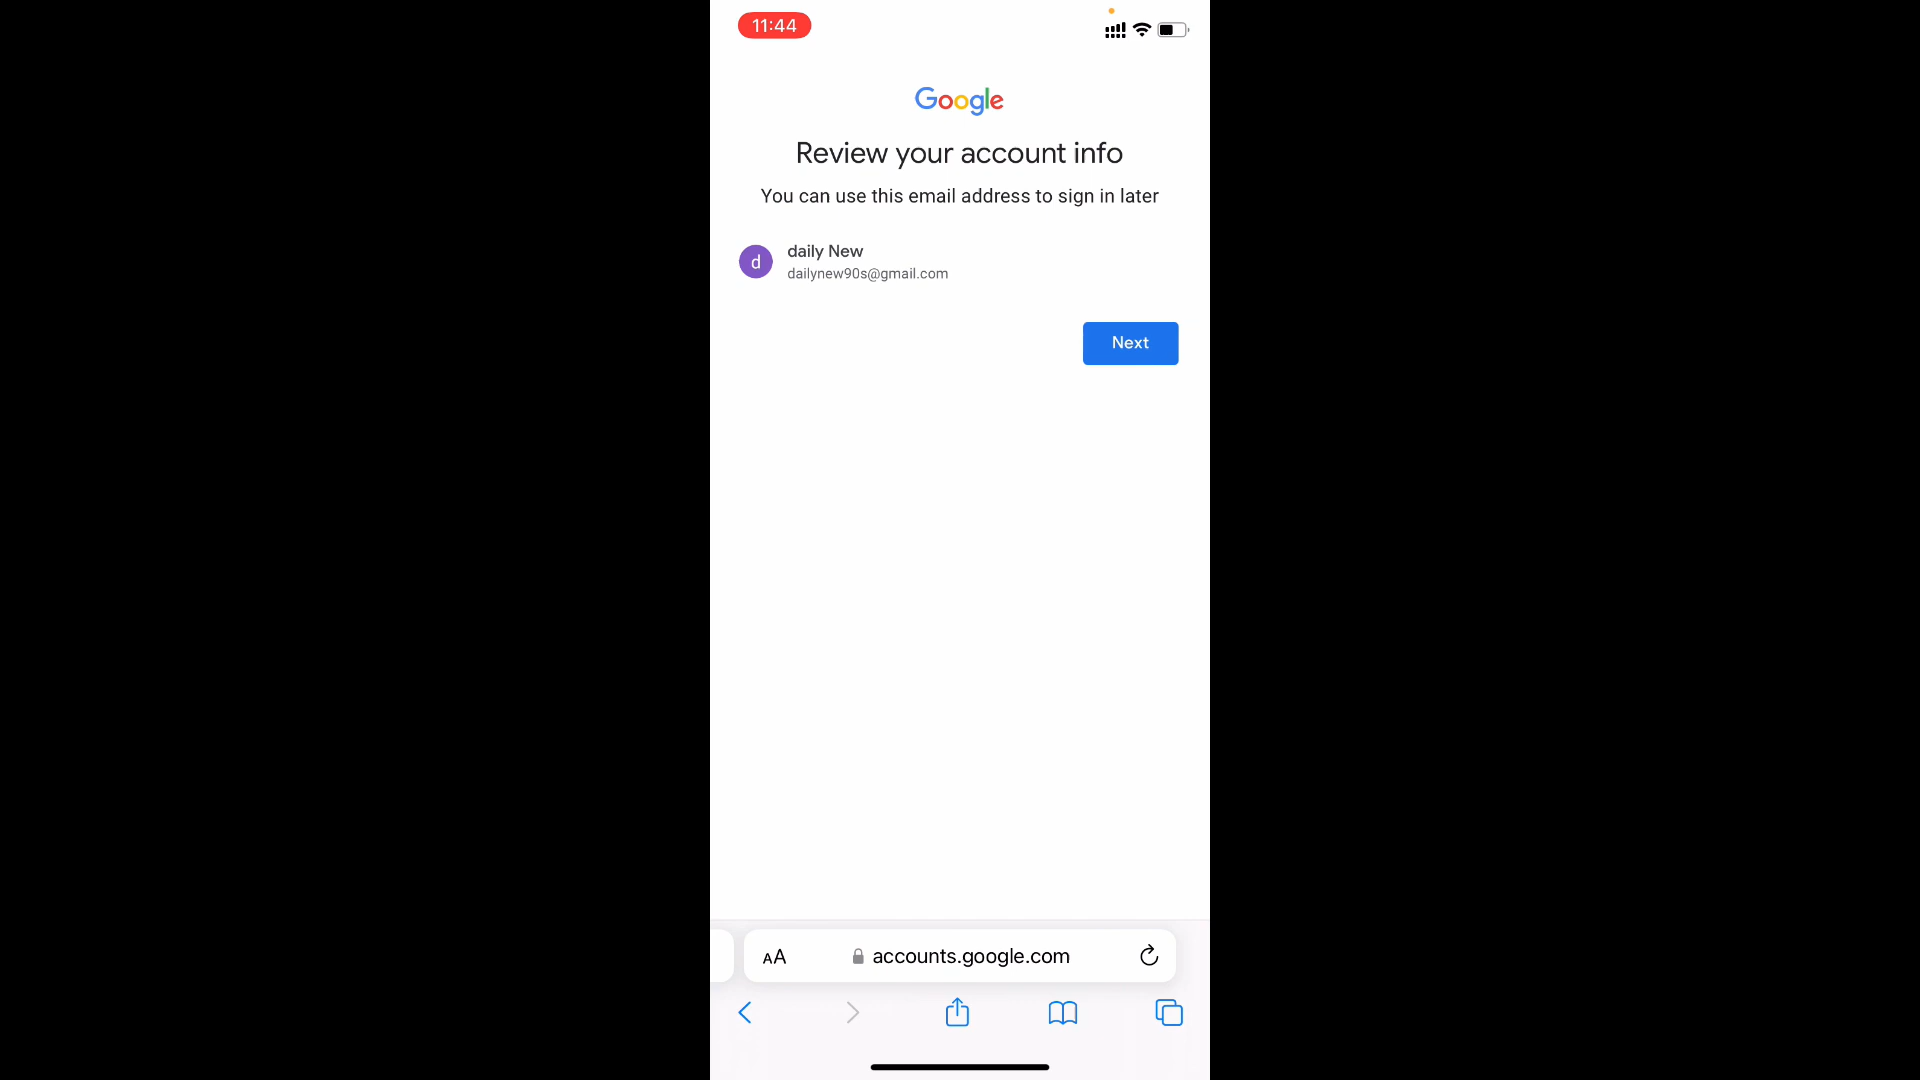 11:44
Google
Review your account info
You can use this email address to sign in later
d
daily New
dailynew90s@gmail.com
Next
AA
accounts.google.com